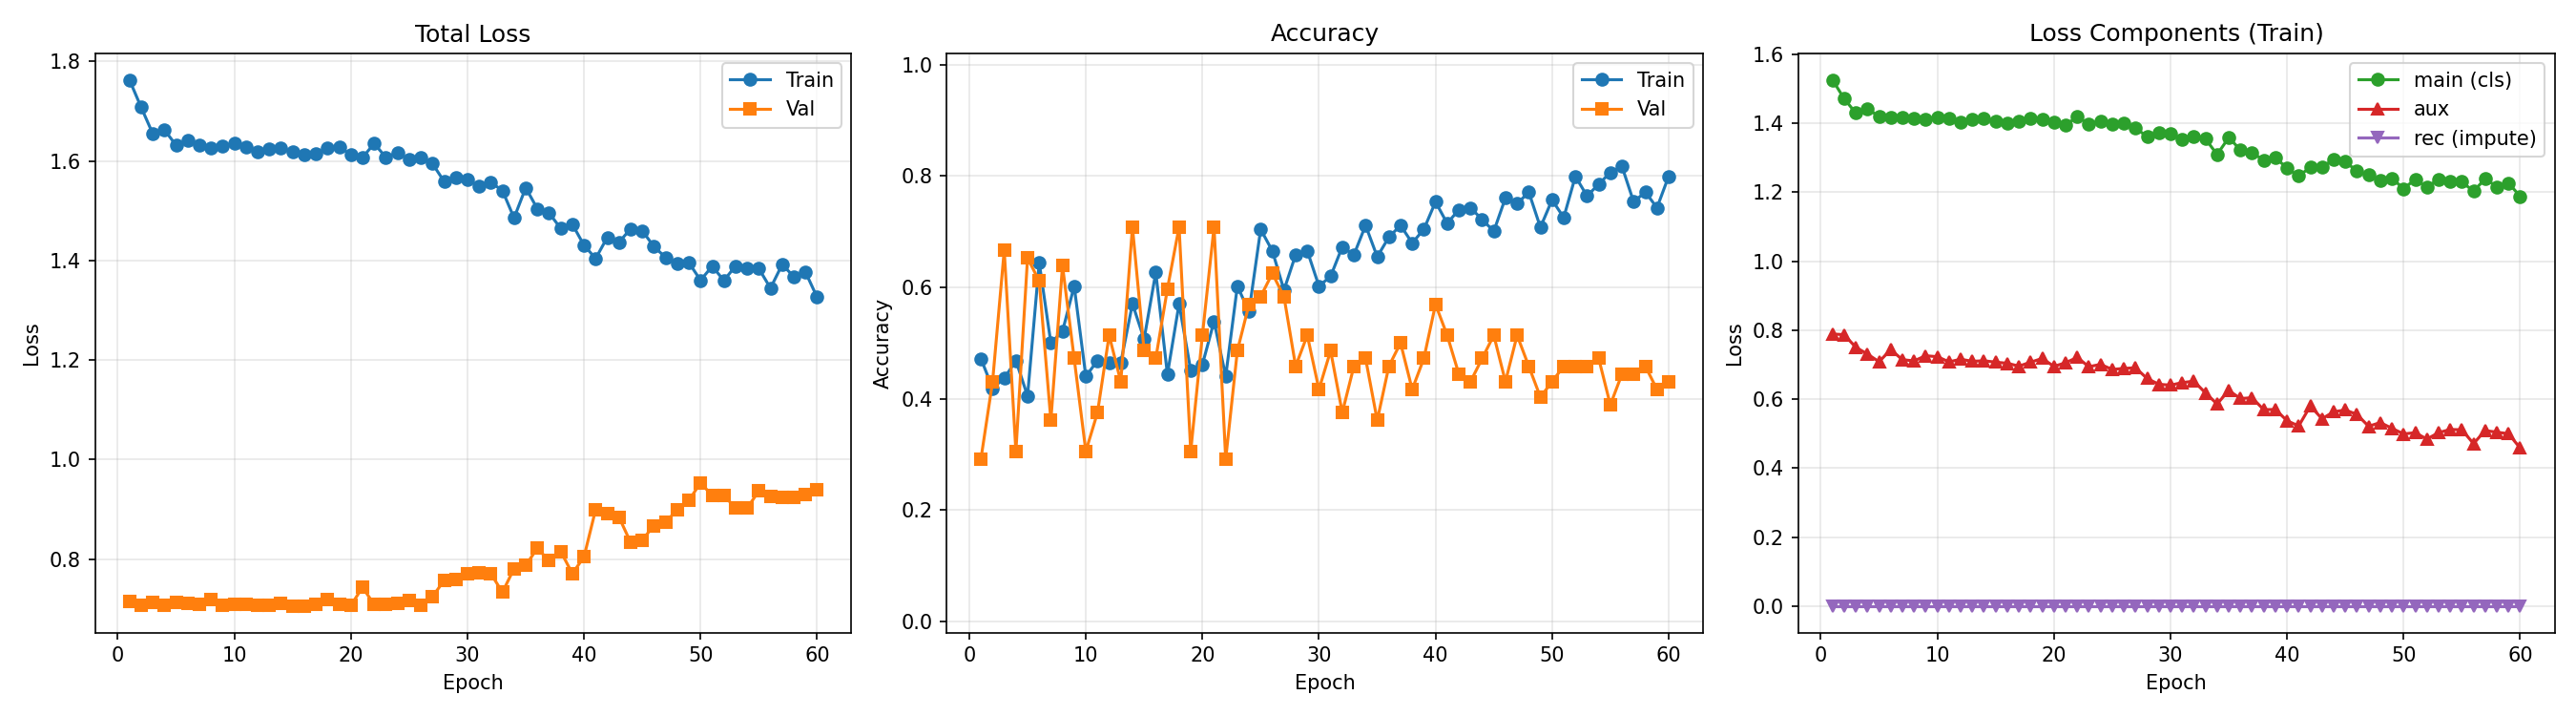 Total Loss
1.8
1.6
1.4
1.2
1.0
0.8
Loss
0 10 20 30 40 50 60
Epoch
Train
Val
Accuracy
1.0
0.8
0.6
0.4
0.2
0.0
Accuracy
0 10 20 30 40 50 60
Epoch
Train
Val
Loss Components (Train)
1.6
1.4
1.2
1.0
0.8
0.6
0.4
0.2
0.0
Loss
0 10 20 30 40 50 60
Epoch
main (cls)
aux
rec (impute)